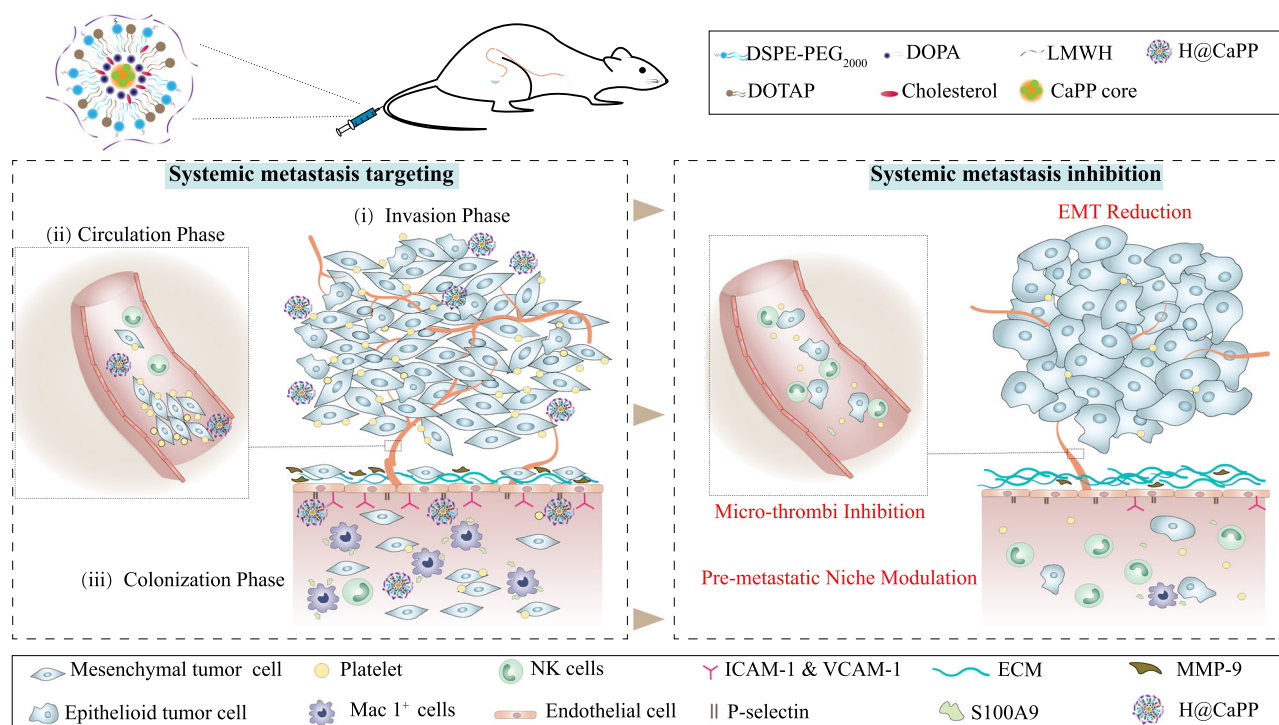 DSPE-PEG2000
DOPA
LMWH
H@CaPP
DOTAP
Cholesterol
CaPP core
Systemic metastasis targeting
Systemic metastasis inhibition
(i) Invasion Phase
EMT Reduction
(ii) Circulation Phase
Micro-thrombi Inhibition
(iii) Colonization Phase
Pre-metastatic Niche Modulation
Mesenchymal tumor cell
Platelet
NK cells
ICAM-1 & VCAM-1
ECM
MMP-9
Epithelioid tumor cell
Mac 1+ cells
Endothelial cell
P-selectin
S100A9
H@CaPP